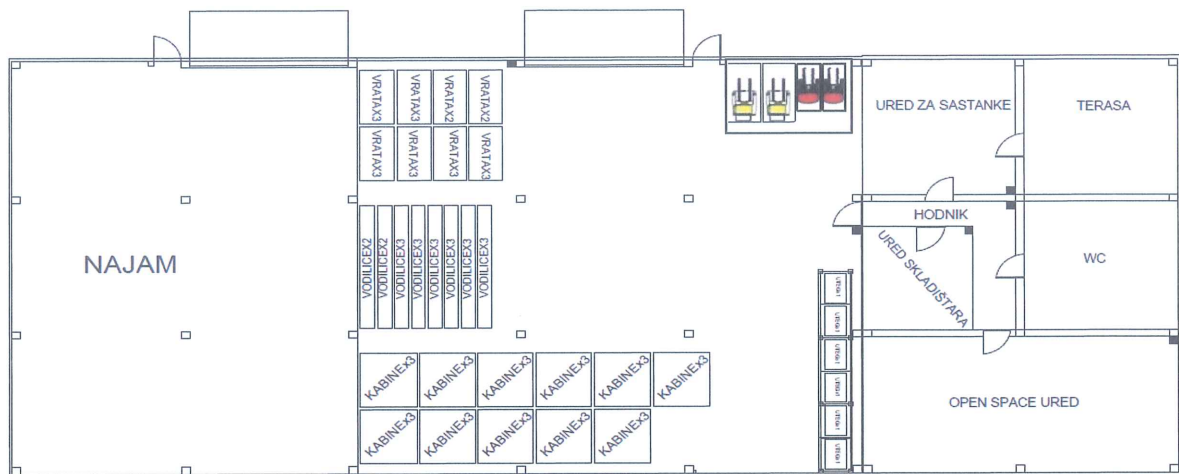 VRATAX3
VRATAX3
VRATAX2
VRATAX2
VRATAX3
VRATAX3
VRATAX3
VRATAX3
URED ZA SASTANKE
TERASA
HODNIK
NAJAM
VODILICEX2
VODILICEX2
VODILICEX3
VODILICEX3
VODILICEX3
VODILICEX3
VODILICEX3
VODILICEX3
URED SKLADIŠTARA
WC
KABINEx3
KABINEx3
KABINEx3
KABINEx3
KABINEx3
KABINEx3
KABINEx3
KABINEx3
KABINEx3
KABINEx3
KABINEx3
OPEN SPACE URED